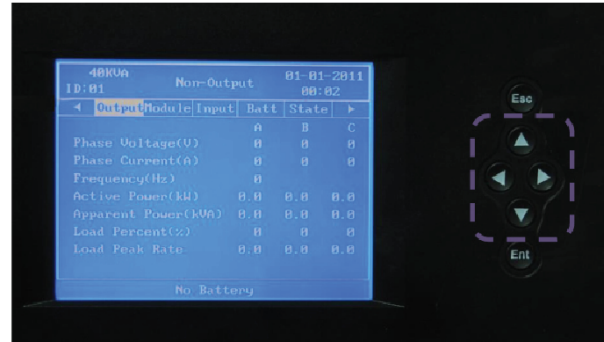 40KVA Non-Output 01-01-2011
ID:01 00:02
Output Module Input Batt State
A B C
Phase Voltage(V) 0 0 0
Phase Current(A) 0 0 0
Frequency(Hz) 0
Active Power(kW) 0.0 0.0 0.0
Apparent Power(kVA) 0.0 0.0 0.0
Load Percent(%) 0 0 0
Load Peak Rate 0.0 0.0 0.0
No Battery
Esc
Ent